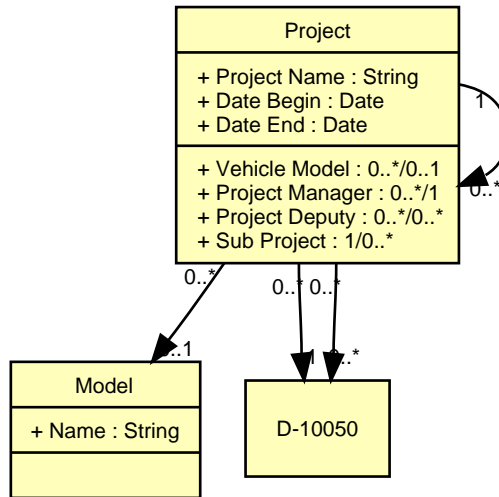 Project
+ Project Name : String
+ Date Begin : Date
+ Date End : Date
1
+ Vehicle Model : 0..*/0..1
+ Project Manager : 0..*/1
+ Project Deputy : 0..*/0..*
+ Sub Project : 1/0..*
0..*
0..*
0..* 0..*
0..1
1
0..*
Model
+ Name : String
D-10050